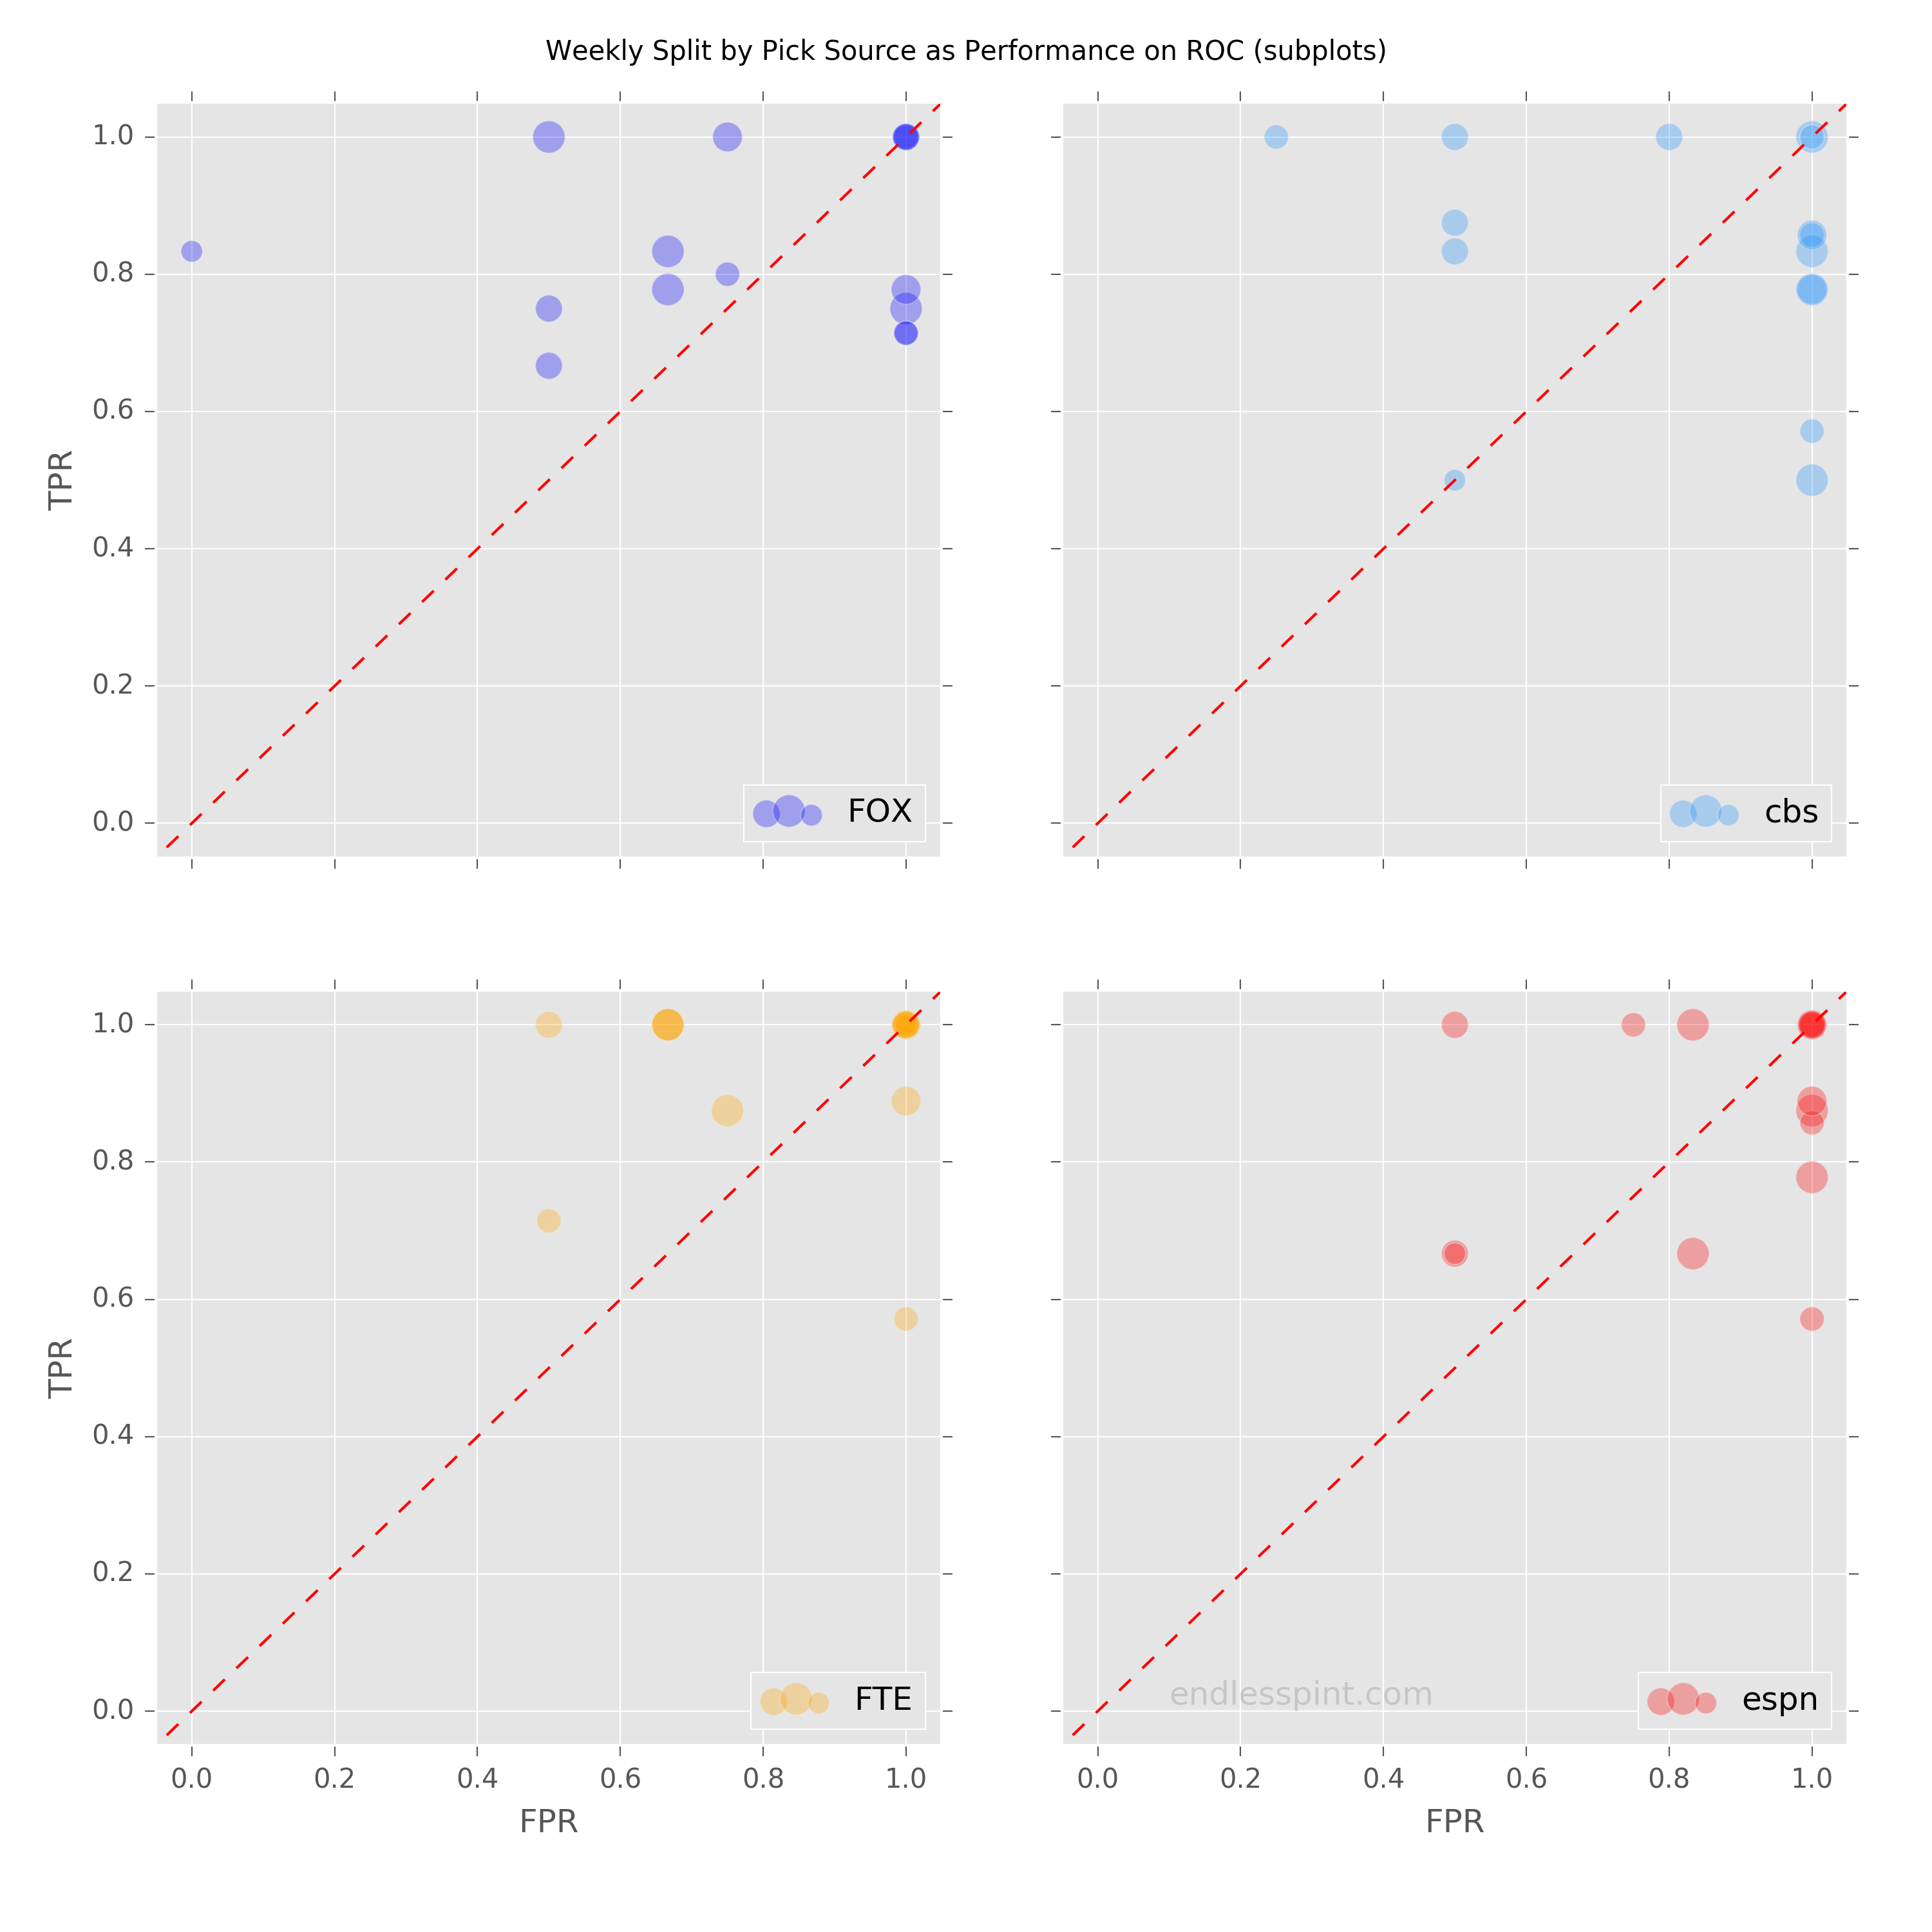 Weekly Split by Pick Source as Performance on ROC (subplots)
1.0
0.8
0.6
0.4
0.2
0.0
TPR
FOX
cbs
1.0
0.8
0.6
0.4
0.2
0.0
TPR
FTE
endlesspint.com
espn
0.0 0.2 0.4 0.6 0.8 1.0
FPR
0.0 0.2 0.4 0.6 0.8 1.0
FPR